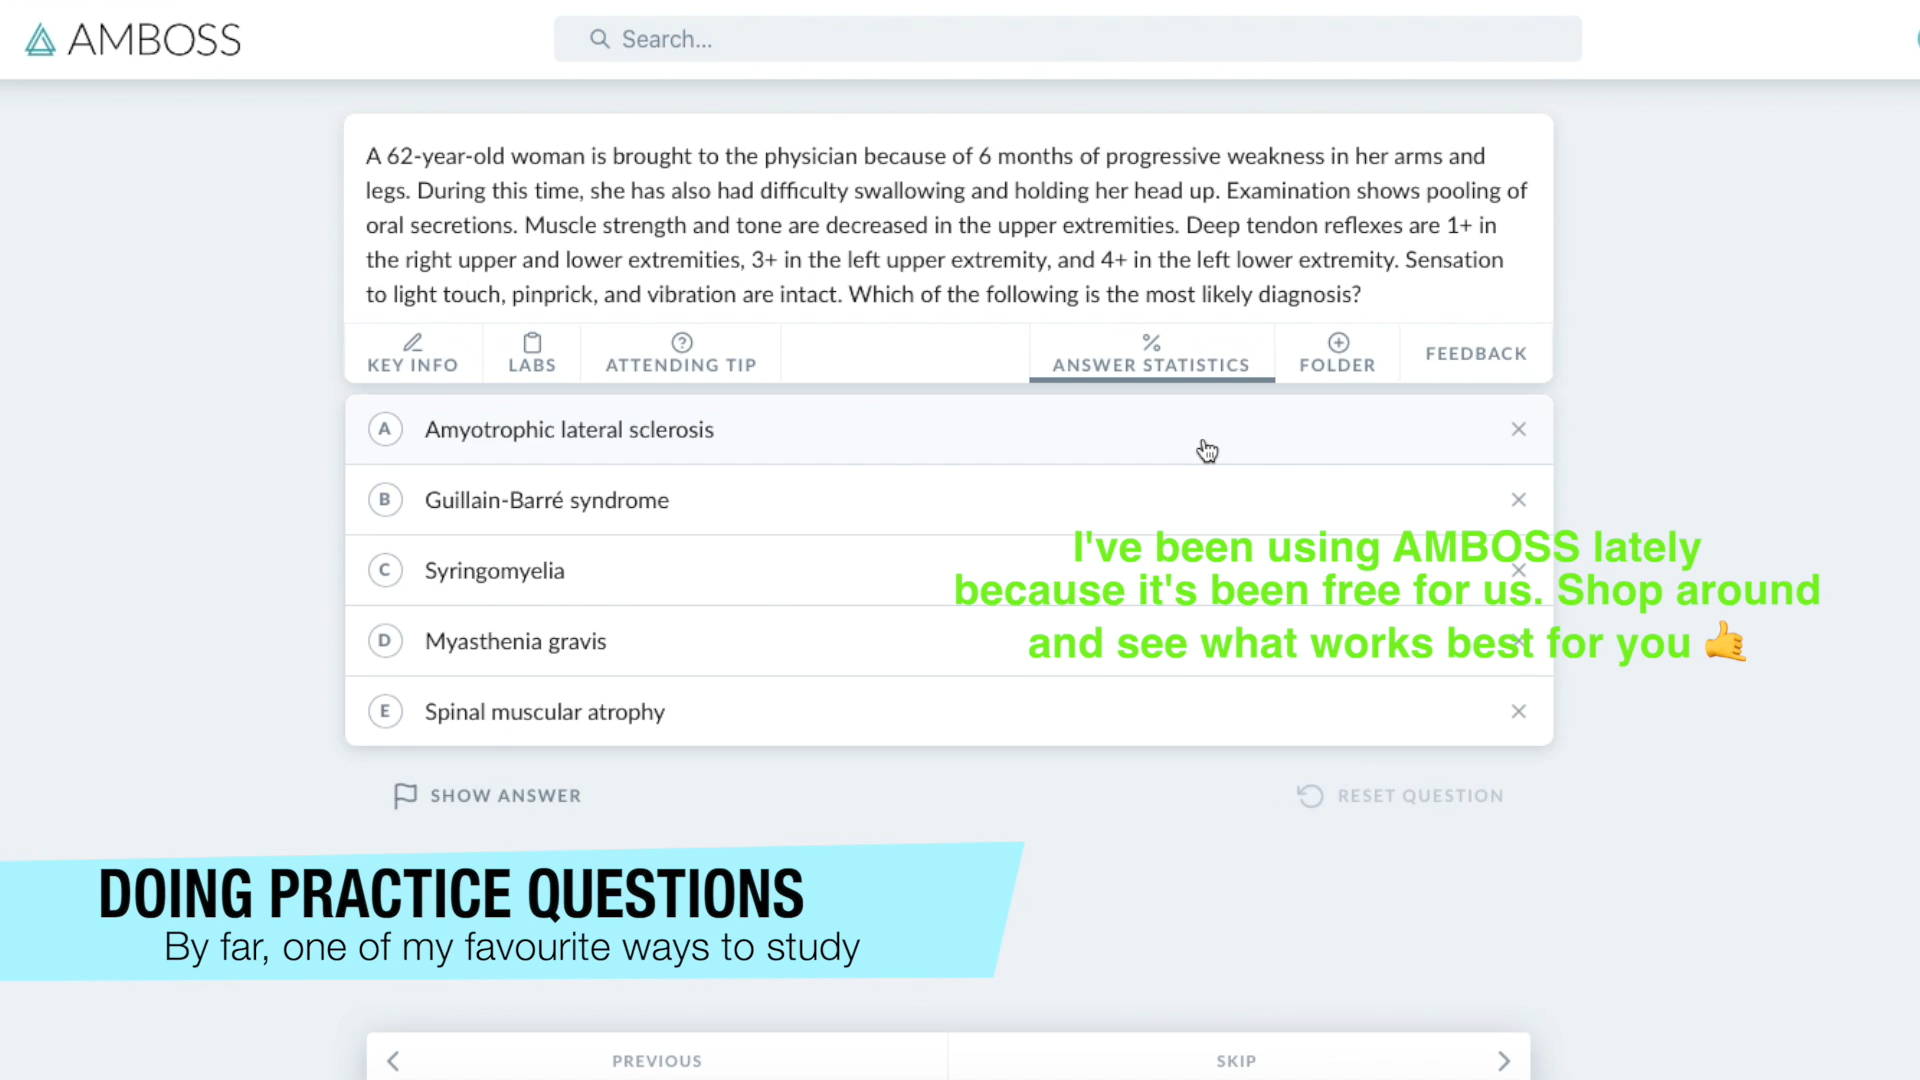 AMBOSS
Search...
A 62-year-old woman is brought to the physician because of 6 months of progressive weakness in her arms and
legs. During this time, she has also had difficulty swallowing and holding her head up. Examination shows pooling of
oral secretions. Muscle strength and tone are decreased in the upper extremities. Deep tendon reflexes are 1+ in
the right upper and lower extremities, 3+ in the left upper extremity, and 4+ in the left lower extremity. Sensation
to light touch, pinprick, and vibration are intact. Which of the following is the most likely diagnosis?
KEY INFO
LABS
ATTENDING TIP
ANSWER STATISTICS
FOLDER
FEEDBACK
A Amyotrophic lateral sclerosis
B Guillain-Barré syndrome
C Syringomyelia
D Myasthenia gravis
E Spinal muscular atrophy
I've been using AMBOSS lately
because it's been free for us. Shop around
and see what works best for you 🤙
SHOW ANSWER
RESET QUESTION
DOING PRACTICE QUESTIONS
By far, one of my favourite ways to study
PREVIOUS
SKIP